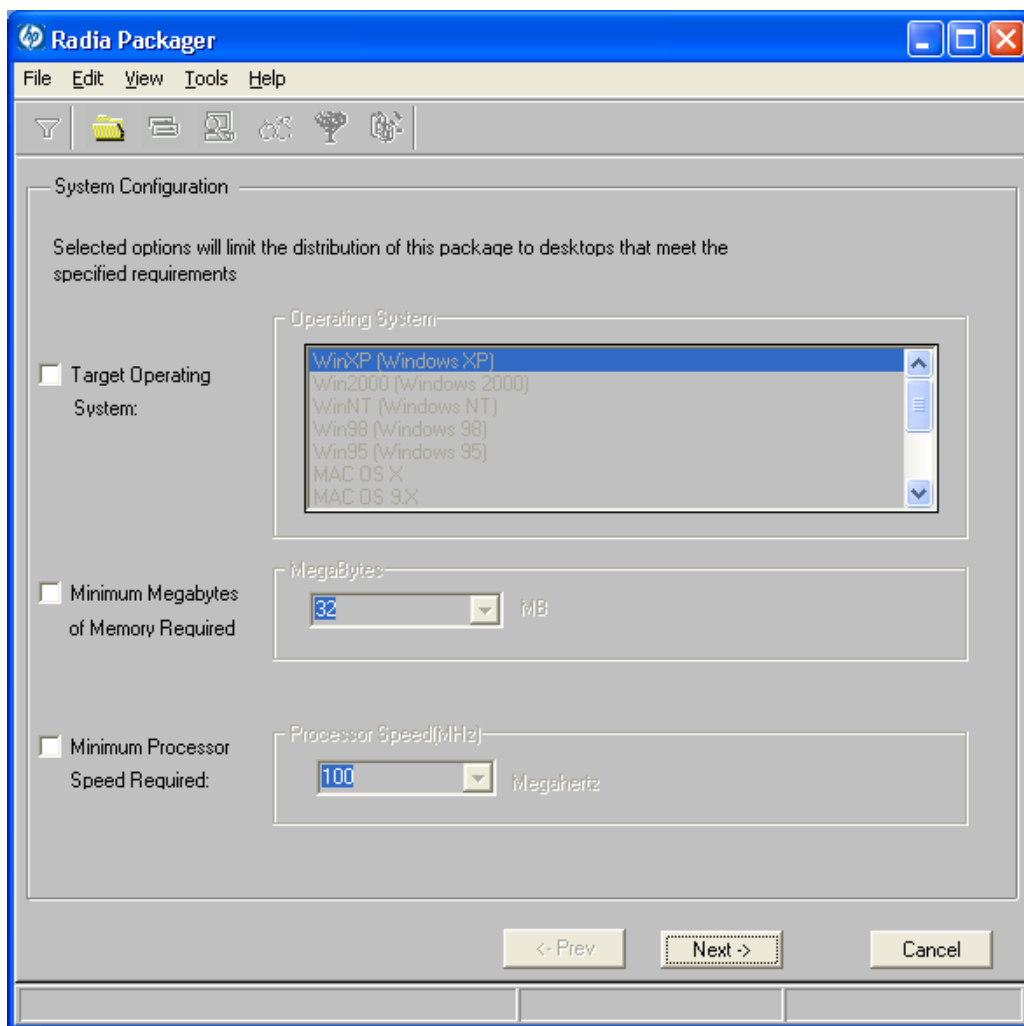 hp Radia Packager
File Edit View Tools Help
System Configuration
Selected options will limit the distribution of this package to desktops that meet the
specified requirements
Operating System
Target Operating
System:
WinXP (Windows XP)
Win2000 (Windows 2000)
WinNT (Windows NT)
Win98 (Windows 98)
Win95 (Windows 95)
MAC OS X
MAC OS 9.X
MegaBytes
Minimum Megabytes
of Memory Required
32 MB
Processor Speed(MHz)
Minimum Processor
Speed Required:
100 Megahertz
<- Prev Next -> Cancel